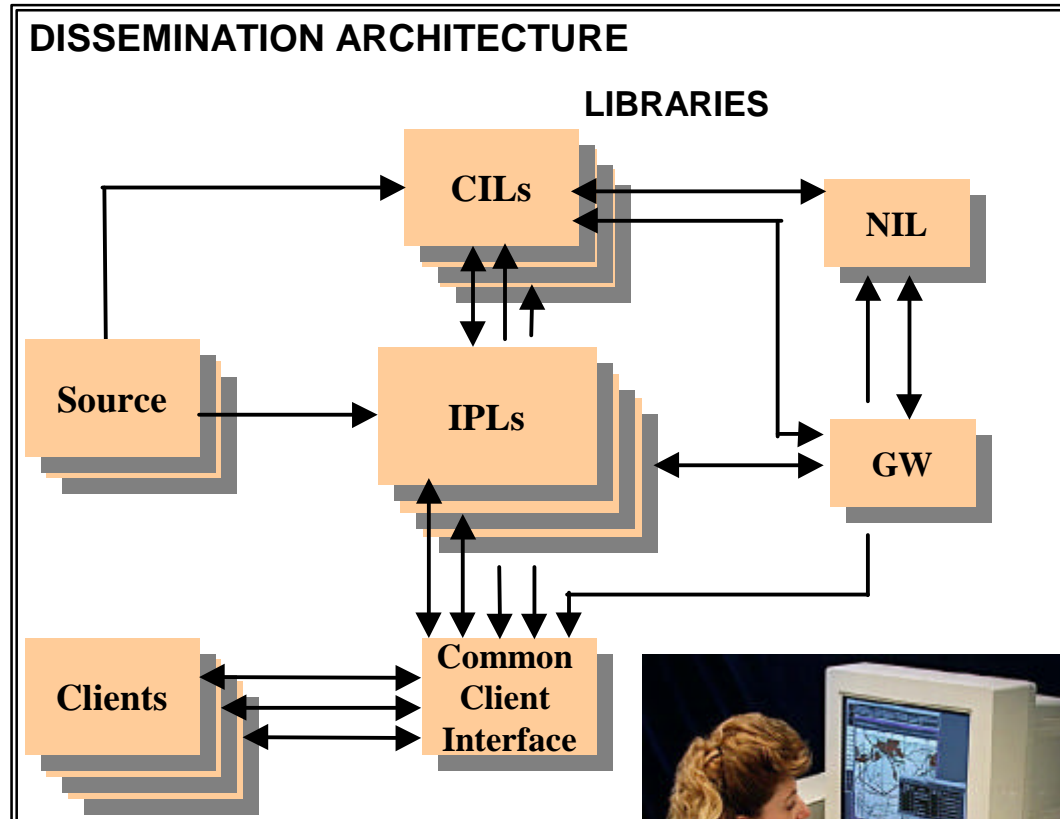 DISSEMINATION ARCHITECTURE
LIBRARIES
CILs
NIL
Source
IPLs
GW
Clients
Common
Client
Interface